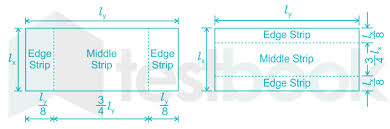 l_y
l_y
l_x
Edge Strip
Middle Strip
Edge Strip
l_x
Edge Strip
Middle Strip
Edge Strip
l_x/8
3/4 l_x
l_x/8
l_y/8
3/4 l_y
l_y/8
testbook